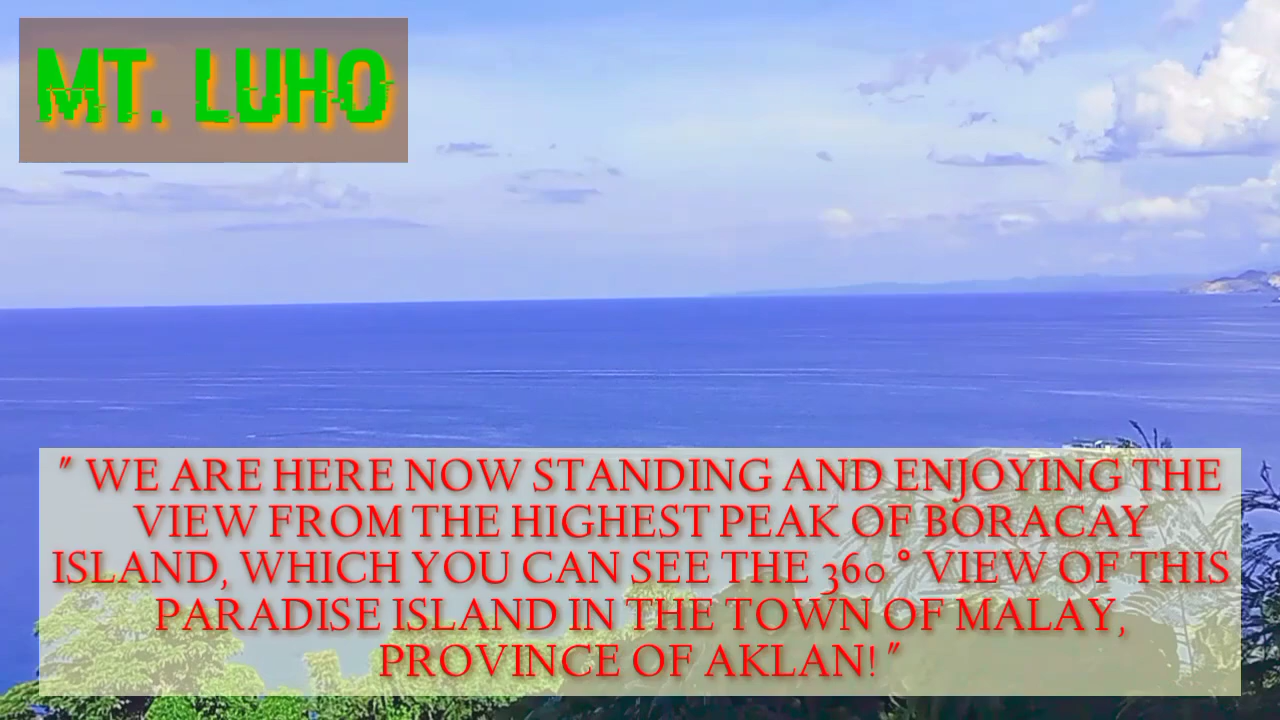 MT. LUHO
" WE ARE HERE NOW STANDING AND ENJOYING THE
VIEW FROM THE HIGHEST PEAK OF BORACAY
ISLAND, WHICH YOU CAN SEE THE 360° VIEW OF THIS
PARADISE ISLAND IN THE TOWN OF MALAY,
PROVINCE OF AKLAN! "